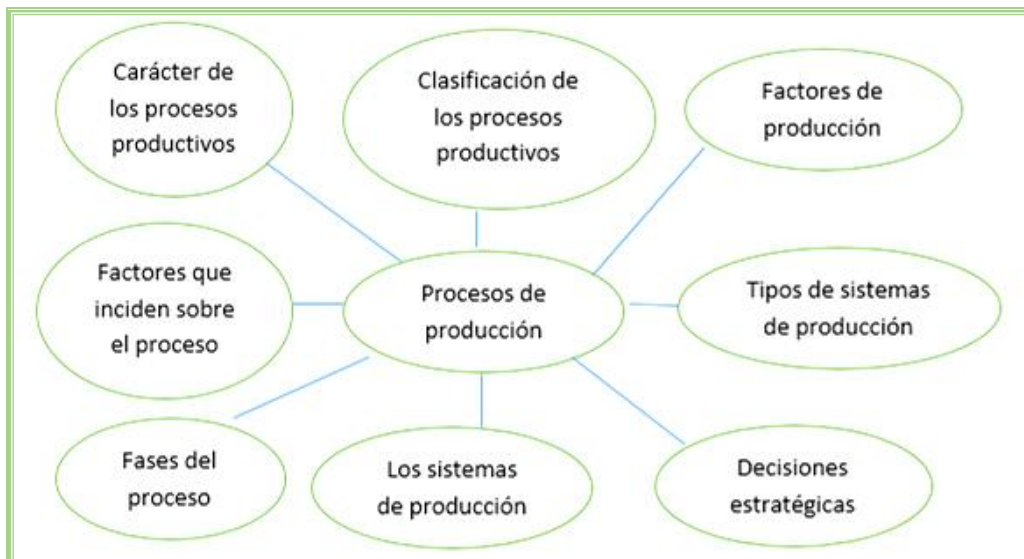 Carácter de
los procesos
productivos
Clasificación de
los procesos
productivos
Factores de
producción
Factores que
inciden sobre
el proceso
Procesos de
producción
Tipos de sistemas
de producción
Fases del
proceso
Los sistemas
de producción
Decisiones
estratégicas